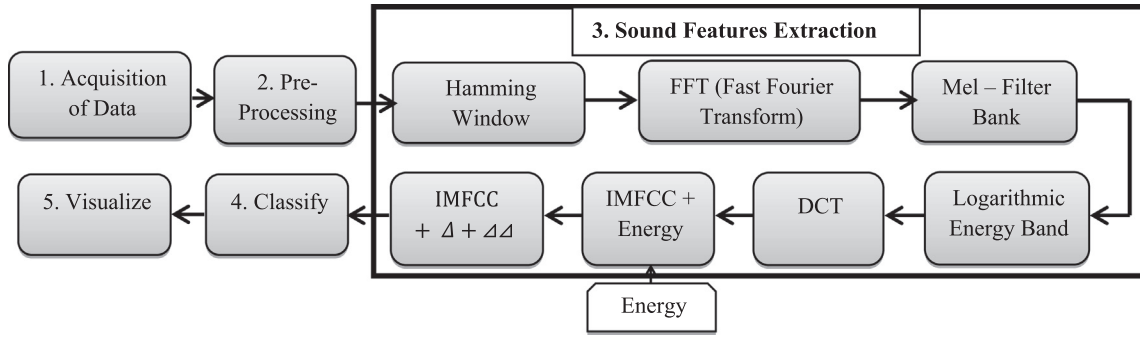 3. Sound Features Extraction
1. Acquisition
of Data
2. Pre-
Processing
Hamming
Window
FFT (Fast Fourier
Transform)
Mel – Filter
Bank
5. Visualize
4. Classify
IMFCC
+ Δ + ΔΔ
IMFCC +
Energy
DCT
Logarithmic
Energy Band
Energy